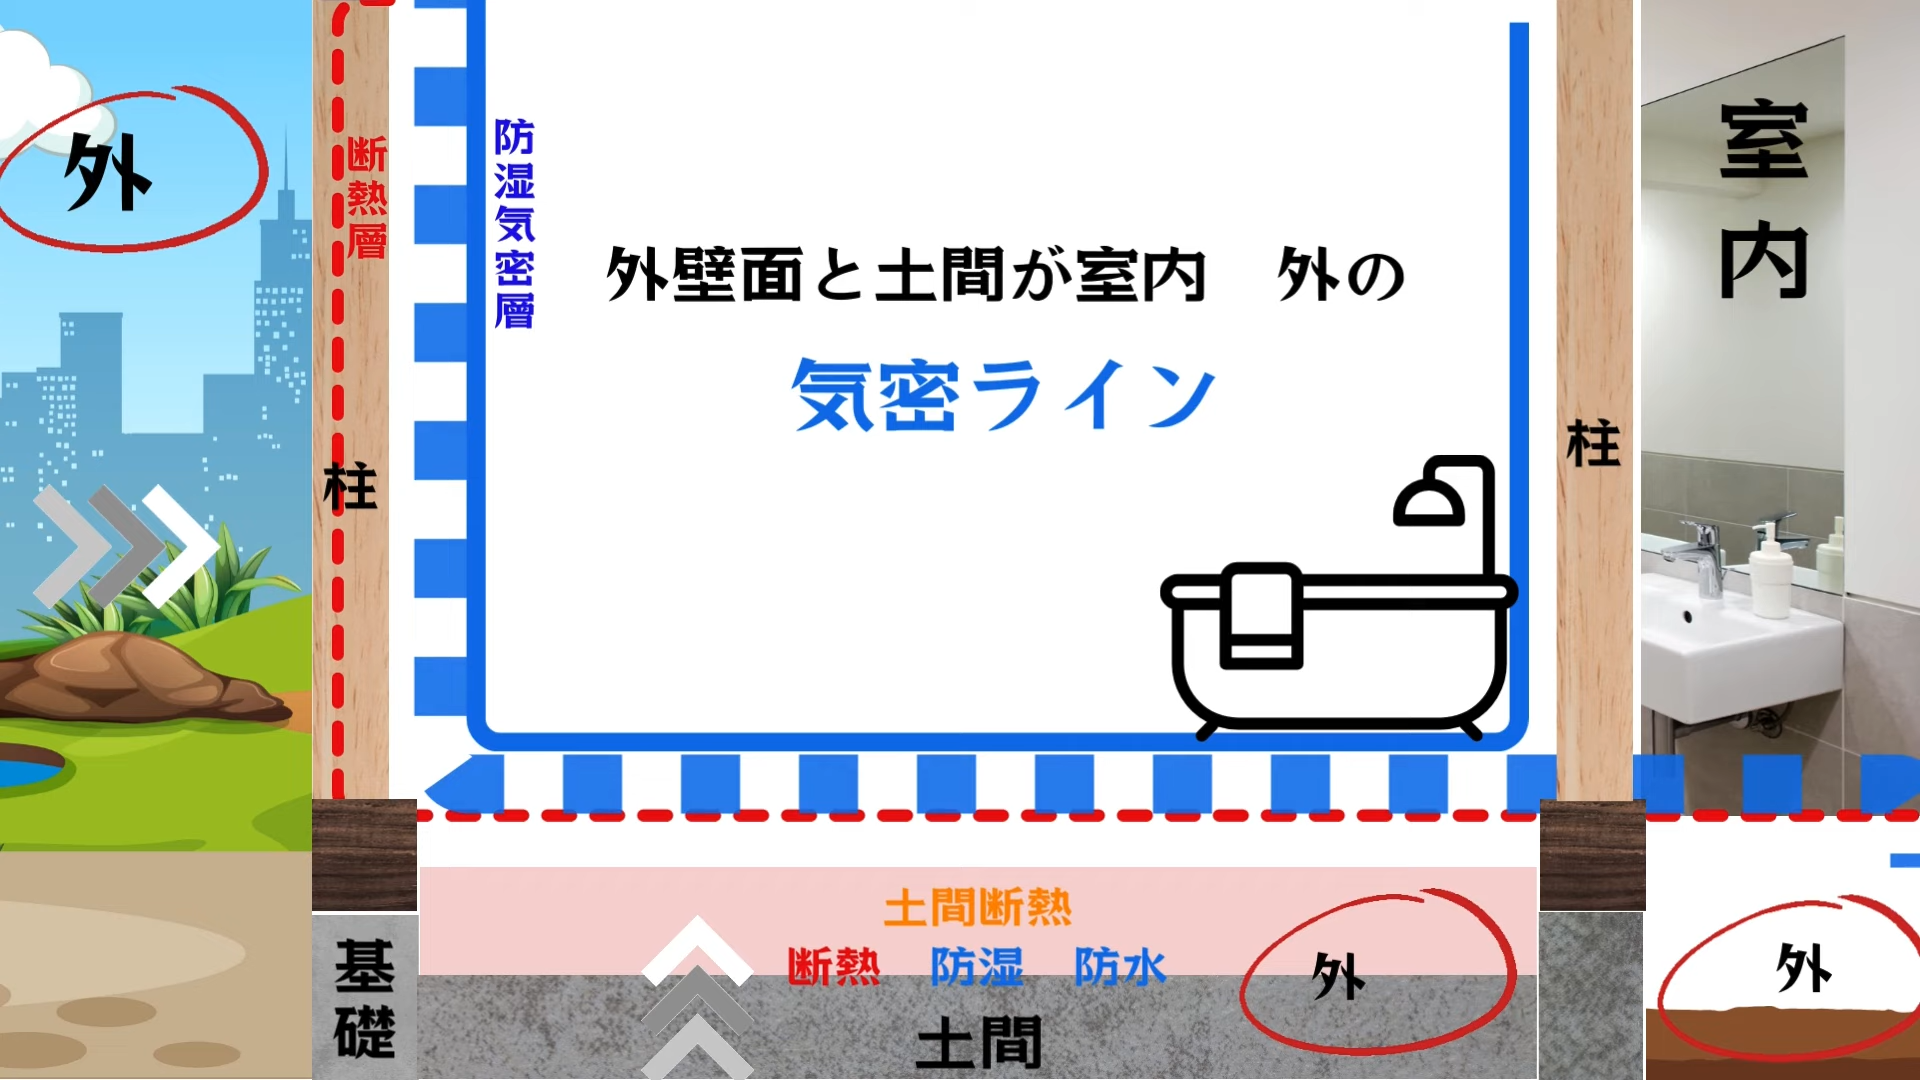 外
断熱層
柱
防湿気密層
外壁面と土間が室内　外の
気密ライン
柱
室内
土間断熱
断熱　防湿　防水
外
基礎
土間
外